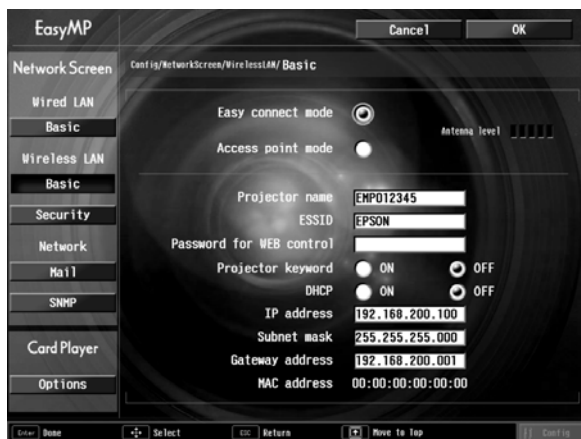 EasyMP
Cancel
OK
Network Screen
Config/NetworkScreen/WirelessLAN/Basic
Wired LAN
Basic
Wireless LAN
Basic
Security
Network
Mail
SNMP
Card Player
Options
Easy connect mode
Antenna level
Access point mode
Projector name EMP012345
ESSID EPSON
Password for WEB control
Projector keyword ON OFF
DHCP ON OFF
IP address 192.168.200.100
Subnet mask 255.255.255.000
Gateway address 192.168.200.001
MAC address 00:00:00:00:00:00
Enter Done Select ESC Return Move to Top Config